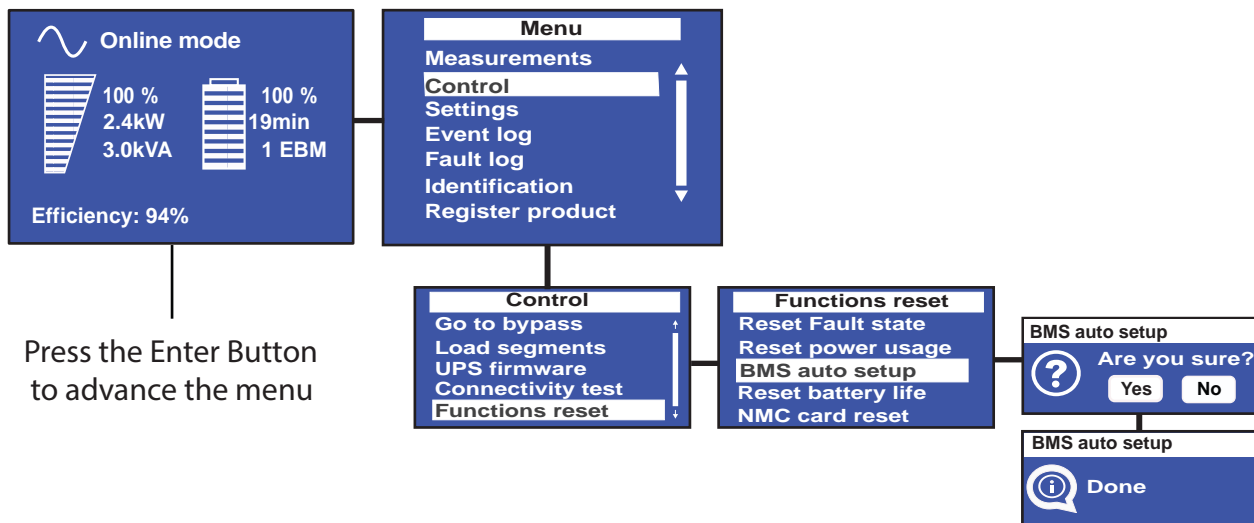 Online mode
100 %
2.4kW
3.0kVA
100 %
19min
1 EBM
Efficiency: 94%
Press the Enter Button
to advance the menu
Menu
Measurements
Control
Settings
Event log
Fault log
Identification
Register product
Control
Go to bypass
Load segments
UPS firmware
Connectivity test
Functions reset
Functions reset
Reset Fault state
Reset power usage
BMS auto setup
Reset battery life
NMC card reset
BMS auto setup
?
Are you sure?
Yes No
BMS auto setup
i
Done